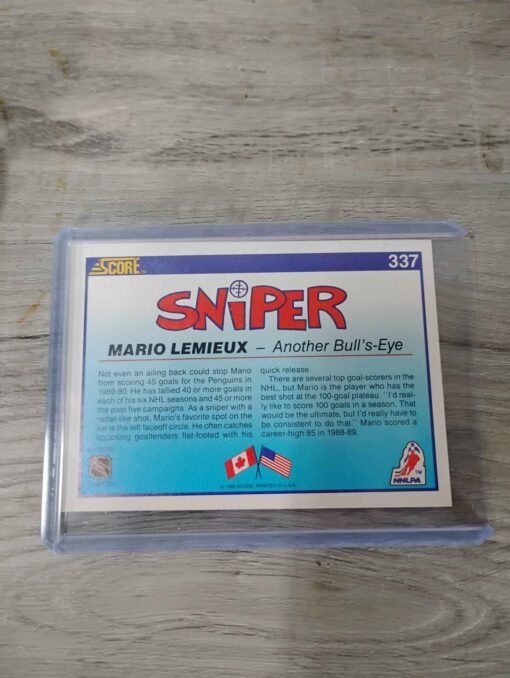 SCORE
337
SNIPER
MARIO LEMIEUX – Another Bull's-Eye
Not even an ailing back could stop Mario
from scoring 45 goals for the Penguins in
1989-90. He has tallied 40 or more goals in
each of his six NHL seasons and 45 or more
the past five campaigns. As a sniper with a
radar-like shot, Mario's favorite spot on the
ice is the left faceoff circle. He often catches
opposing goaltenders flat-footed with his
quick release.
There are several top goal-scorers in the
NHL, but Mario is the player who has the
best shot at the 100-goal plateau. "I'd real-
ly like to score 100 goals in a season. That
would be the ultimate, but I'd really have to
be consistent to do that." Mario scored a
career-high 85 in 1988-89.
© 1990 SCORE, PRINTED IN U.S.A.
NHL
TM
NHLPA